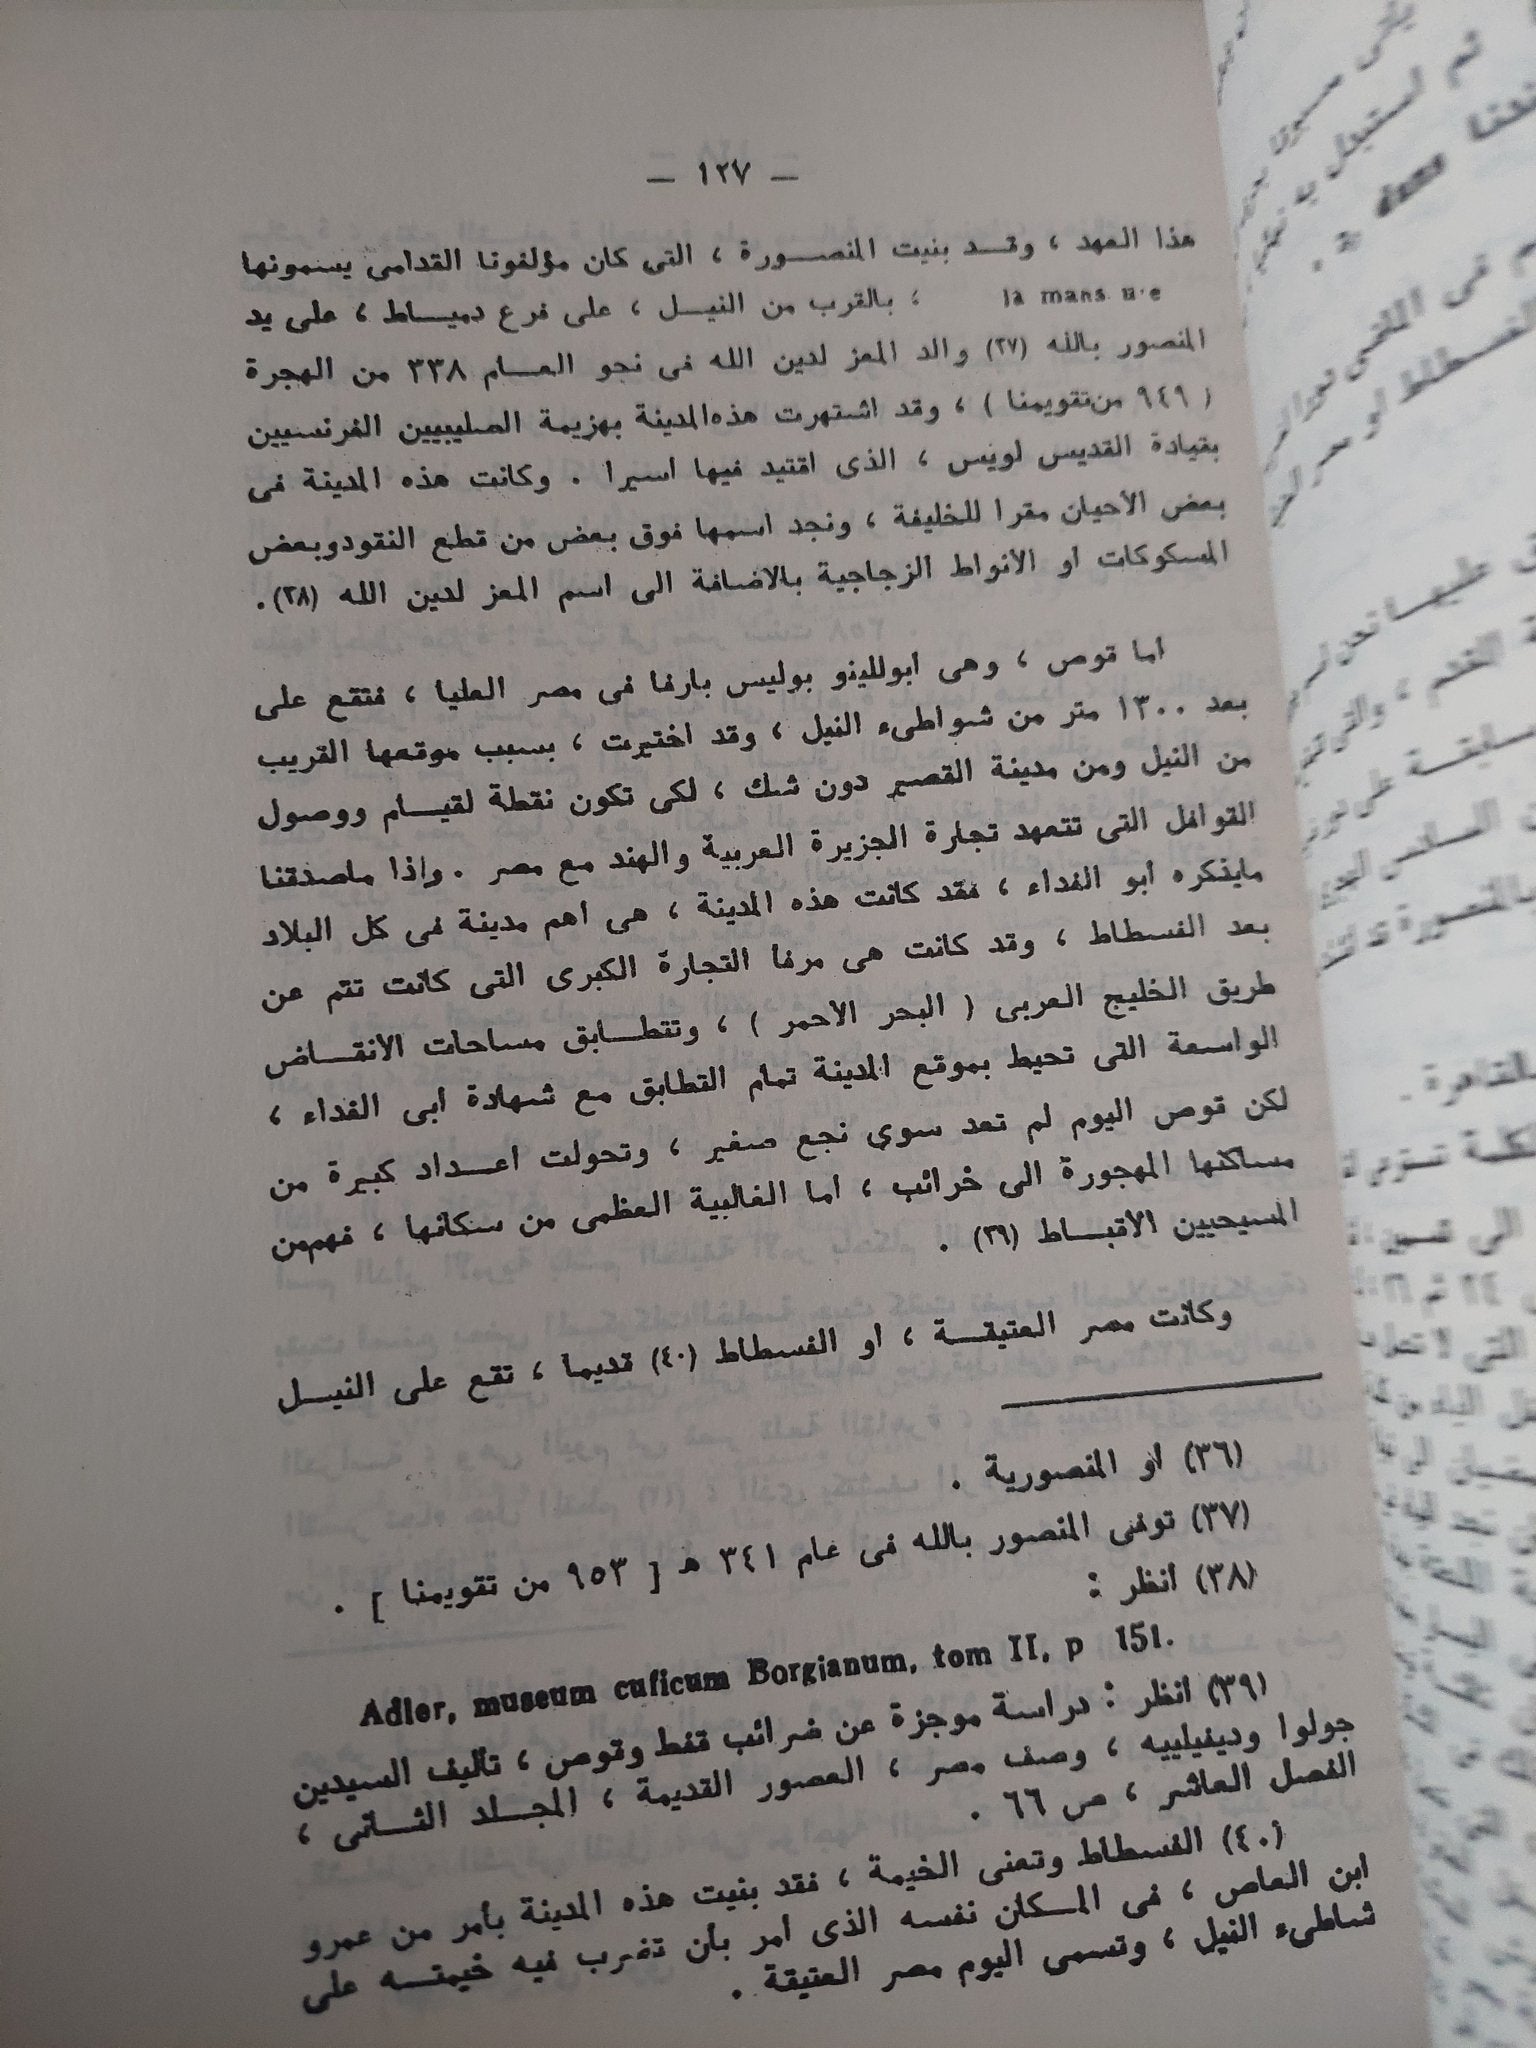 — ١٢٧ —
هذا العهد ، وقد بنيت المنصورة ، التى كان مؤلفونا القدامى يسمونها
la mans u.e ، بالقرب من النيل ، على فرع دمياط ، على يد
المنصور بالله (٣٧) والد المعز لدين الله فى نحو العام ٣٣٨ من الهجرة
( ٩٤٩ من تقويمنا ) ، وقد اشتهرت هذه المدينة بهزيمة الصليبيين الفرنسيين
بقيادة القديس لويس ، الذى اقتيد فيها اسيرا . وكانت هذه المدينة فى
بعض الاحيان مقرا للخليفة ، ونجد اسمها فوق بعض من قطع النقود وبعض
المسكوكات او الانواط الزجاجية بالاضافة الى اسم المعز لدين الله (٣٨).
اما قوص ، وهى ابوللينو بوليس بارفا فى مصر العليا ، فتقع على
بعد ١٣٠٠ متر من شواطىء النيل ، وقد اختيرت ، بسبب موقعها القريب
من النيل ومن مدينة القصير دون شك ، لكى تكون نقطة لقيام ووصول
القوافل التى تتعهد تجارة الجزيرة العربية والهند مع مصر . واذا ماصدقنا
مايذكره أبو الفداء ، فقد كانت هذه المدينة ، هى اهم مدينة فى كل البلاد
بعد الفسطاط ، وقد كانت هى مرفأ التجارة الكبرى التى كانت تتم عن
طريق الخليج العربى ( البحر الاحمر ) ، وتتطابق مساحات الانقاض
الواسعة التى تحيط بموقع المدينة تمام التطابق مع شهادة أبى الفداء ،
لكن قوص اليوم لم تعد سوى نجع صغير ، وتحولت اعداد كبيرة من
مساكنها المهجورة الى خرائب ، اما الغالبية العظمى من سكانها ، فهم من
المسيحيين الاقباط (٣٩) .
وكانت مصر العتيقة ، او الفسطاط (٤٠) قديما ، تقع على النيل
(٣٦) او المنصورية .
(٣٧) توفى المنصور بالله فى عام ٣٤١ هـ [ ٩٥٣ من تقويمنا ] .
(٣٨) انظر :
Adler, museum cuficum Borgianum, tom II, p 151.
(٣٩) انظر : دراسة موجزة عن خرائب قفط وقوص ، تأليف السيدين
جولوا وديفيلييه ، وصف مصر ، العصور القديمة ، المجلد الثانى ،
الفصل العاشر ، ص ٦٦ .
(٤٠) الفسطاط وتعنى الخيمة ، فقد بنيت هذه المدينة بأمر من عمرو
ابن العاص ، فى المكان نفسه الذى امر بأن تضرب فيه خيمته على
شاطىء النيل ، وتسمى اليوم مصر العتيقة .